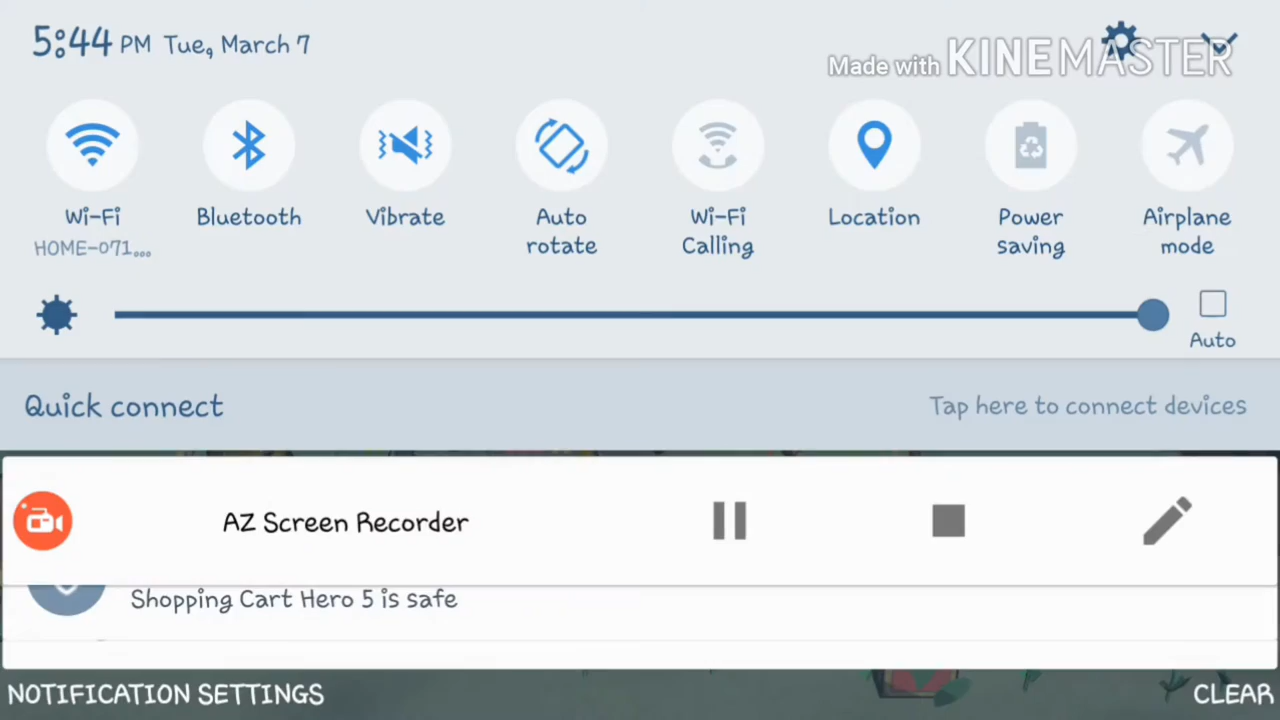 5:44 PM Tue, March 7
Made with KINEMASTER
Wi-Fi
HOME-071...
Bluetooth
Vibrate
Auto
rotate
Wi-Fi
Calling
Location
Power
saving
Airplane
mode
Auto
Quick connect
Tap here to connect devices
AZ Screen Recorder
Shopping Cart Hero 5 is safe
NOTIFICATION SETTINGS
CLEAR